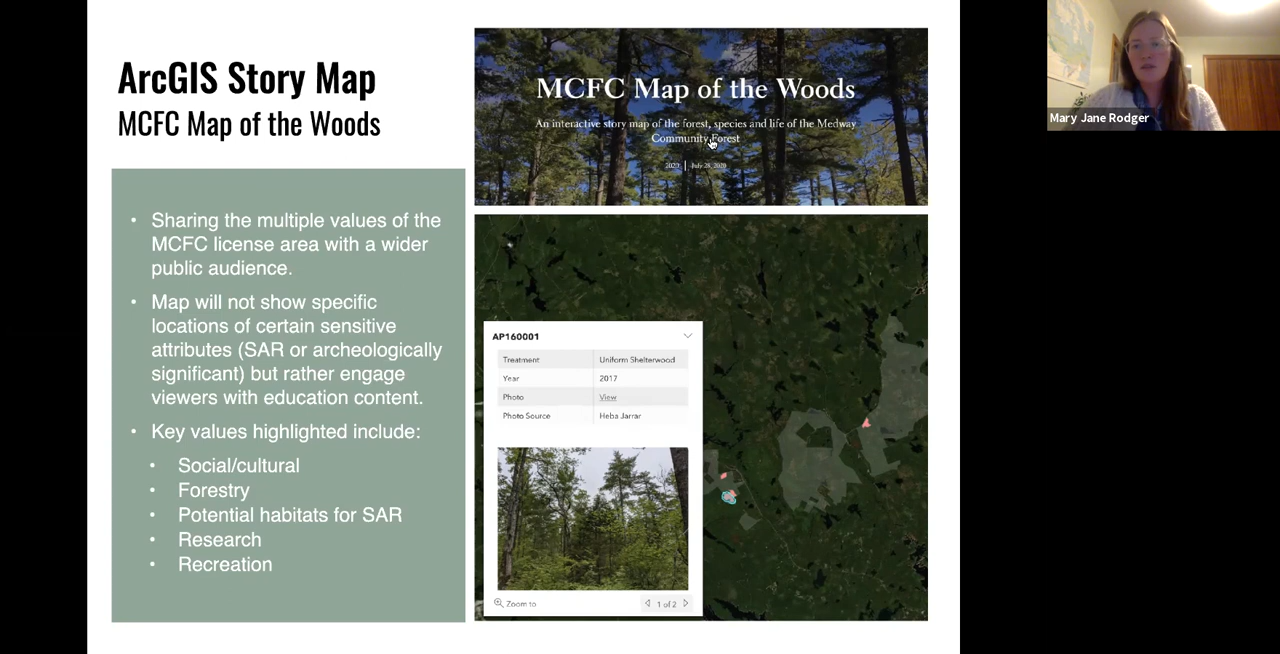 ArcGIS Story Map
MCFC Map of the Woods
• Sharing the multiple values of the
MCFC license area with a wider
public audience.
• Map will not show specific
locations of certain sensitive
attributes (SAR or archeologically
significant) but rather engage
viewers with education content.
• Key values highlighted include:
• Social/cultural
• Forestry
• Potential habitats for SAR
• Research
• Recreation
MCFC Map of the Woods
An interactive story map of the forest, species and life of the Medway
Community Forest
2020 | July 28, 2020
AP160001
Treatment Uniform Shelterwood
Year 2017
Photo View
Photo Source Heba Jarrar
Zoom to 1 of 2
Mary Jane Rodger